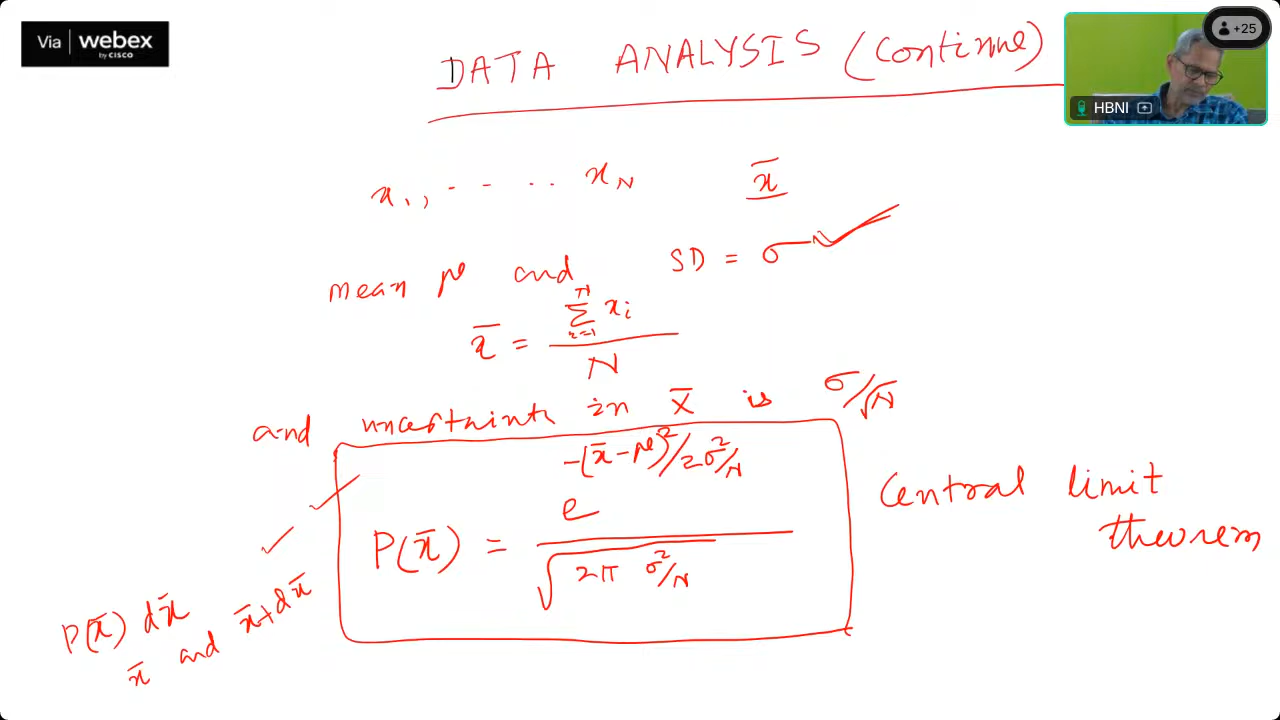 Via webex
by CISCO
DATA ANALYSIS (Continue)
+25
HBNI
x₁, - - - .. x_N x̄
mean μ and SD = σ
x̄ = Σ_{i=1}^{N} x_i / N
and uncertainty in x̄ is σ/√N
P(x̄) = e^{-(x̄-μ)²/2σ²/N} / √(2π σ²/N)
Central limit
theorem
P(x̄) dx̄
x̄ and x̄+dx̄